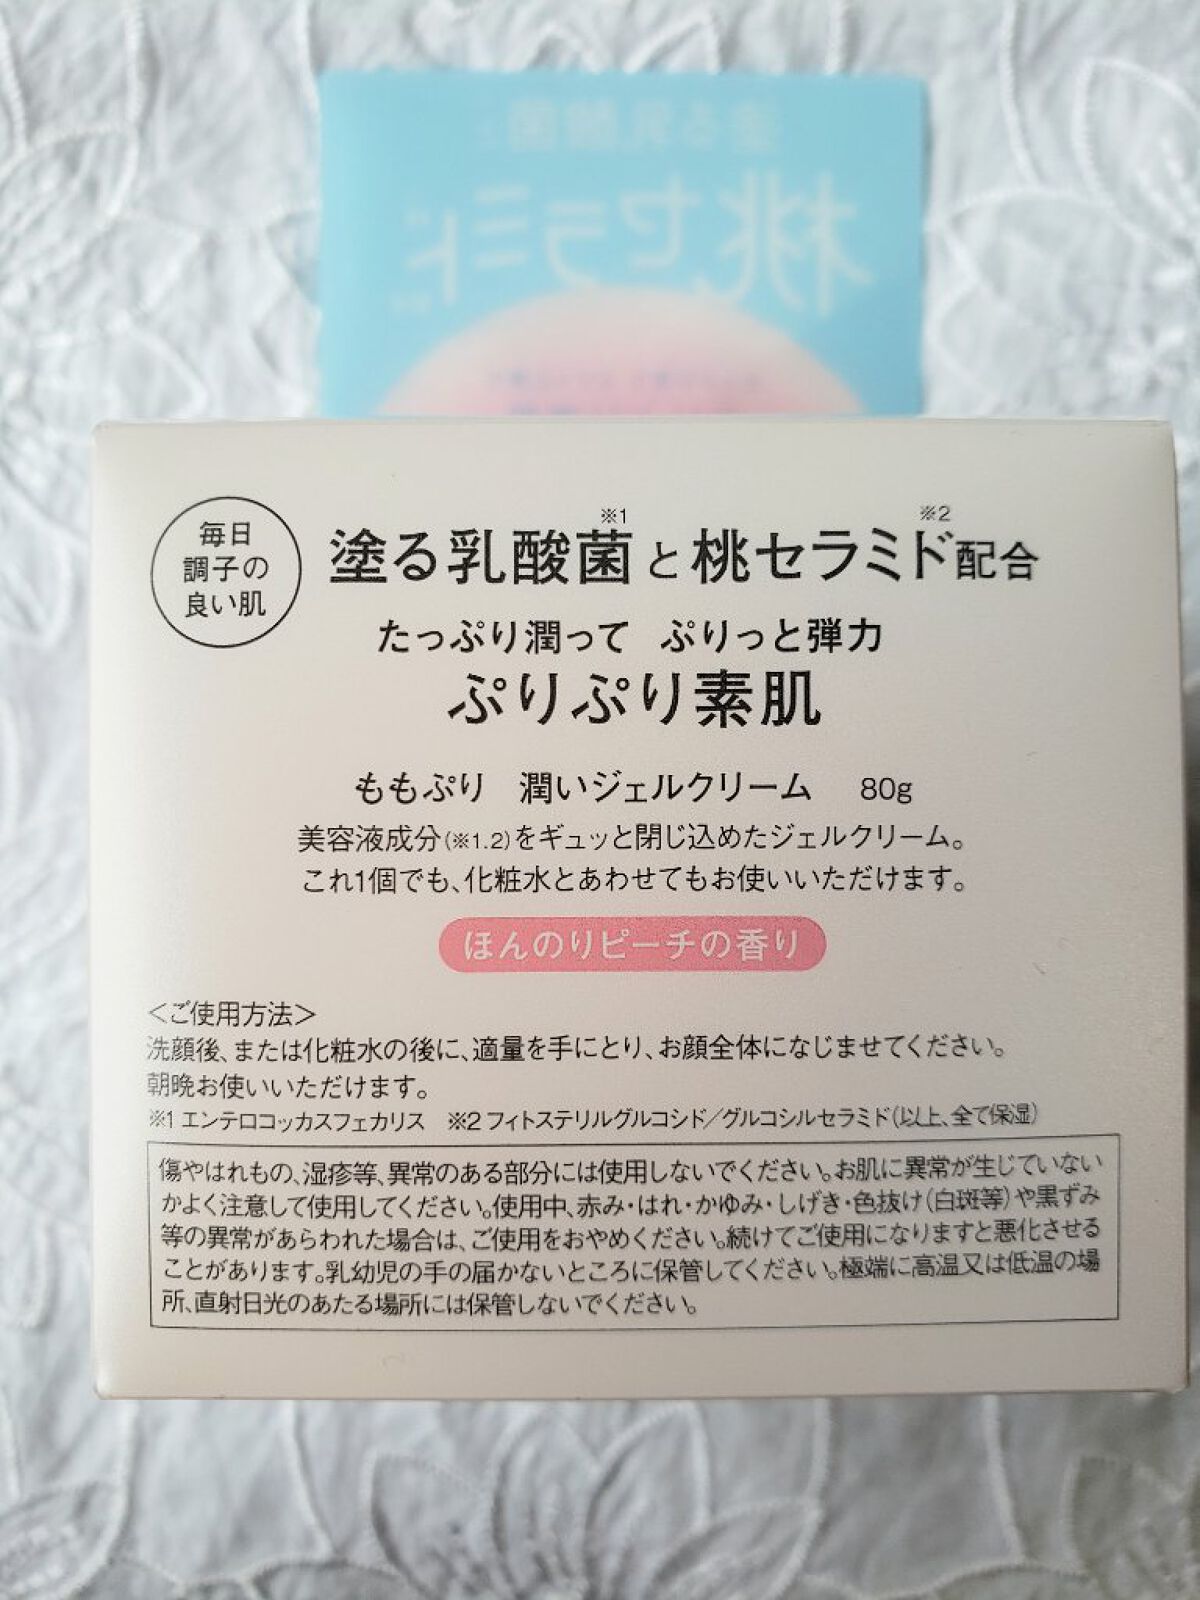 塗る乳酸菌と
桃セラミド
毎日
調子の
良い肌
塗る乳酸菌※1と桃セラミド※2配合
たっぷり潤って ぷりっと弾力
ぷりぷり素肌
ももぷり 潤いジェルクリーム 80g
美容液成分(※1.2)をギュッと閉じ込めたジェルクリーム。
これ1個でも、化粧水とあわせてもお使いいただけます。
ほんのりピーチの香り
＜ご使用方法＞
洗顔後、または化粧水の後に、適量を手にとり、お顔全体になじませてください。
朝晩お使いいただけます。
※1 エンテロコッカスフェカリス ※2 フィトステリルグルコシド／グルコシルセラミド(以上、全て保湿)
傷やはれもの、湿疹等、異常のある部分には使用しないでください。お肌に異常が生じていない
かよく注意して使用してください。使用中、赤み・はれ・かゆみ・しげき・色抜け(白斑等)や黒ずみ
等の異常があらわれた場合は、ご使用をおやめください。続けてご使用になりますと悪化させる
ことがあります。乳幼児の手の届かないところに保管してください。極端に高温又は低温の場
所、直射日光のあたる場所には保管しないでください。